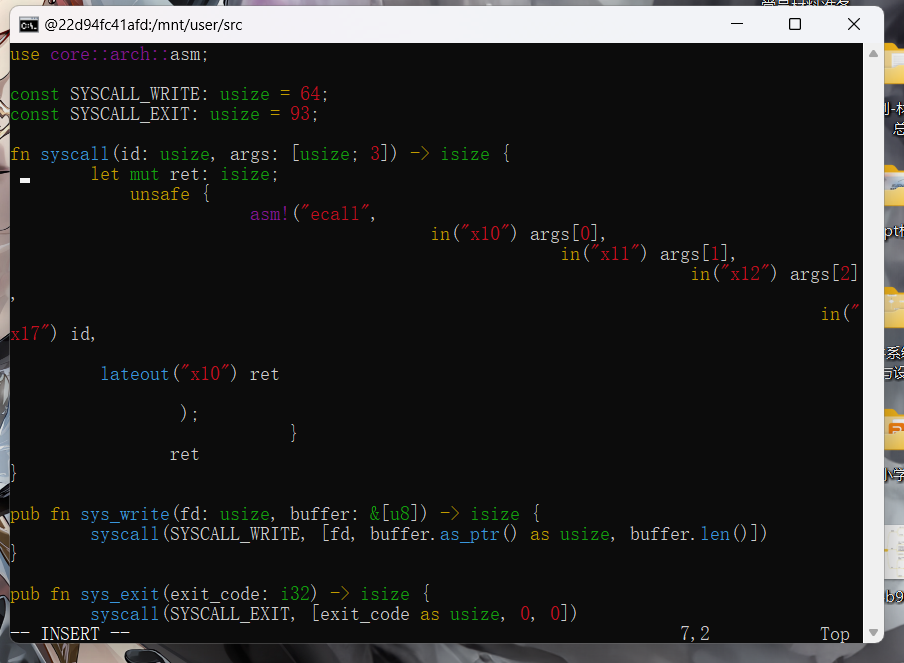 @22d94fc41afd:/mnt/user/src
use core::arch::asm;
const SYSCALL_WRITE: usize = 64;
const SYSCALL_EXIT: usize = 93;
fn syscall(id: usize, args: [usize; 3]) -> isize {
let mut ret: isize;
unsafe {
asm!("ecall",
in("x10") args[0],
in("x11") args[1],
in("x12") args[2]
,
in("
x17") id,
lateout("x10") ret
);
}
ret
}
pub fn sys_write(fd: usize, buffer: &[u8]) -> isize {
syscall(SYSCALL_WRITE, [fd, buffer.as_ptr() as usize, buffer.len()])
}
pub fn sys_exit(exit_code: i32) -> isize {
syscall(SYSCALL_EXIT, [exit_code as usize, 0, 0])
-- INSERT --
7,2
Top